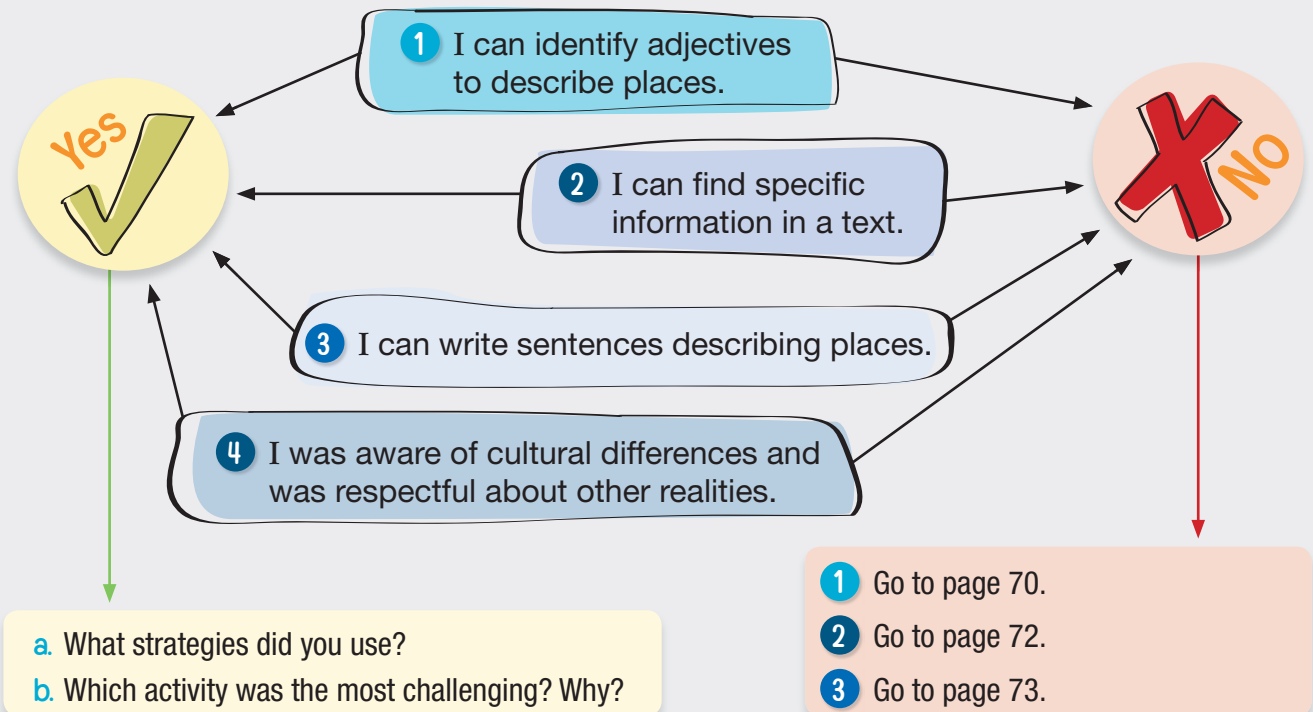 1 I can identify adjectives
to describe places.
Yes
NO
2 I can find specific
information in a text.
3 I can write sentences describing places.
4 I was aware of cultural differences and
was respectful about other realities.
a. What strategies did you use?
b. Which activity was the most challenging? Why?
1 Go to page 70.
2 Go to page 72.
3 Go to page 73.